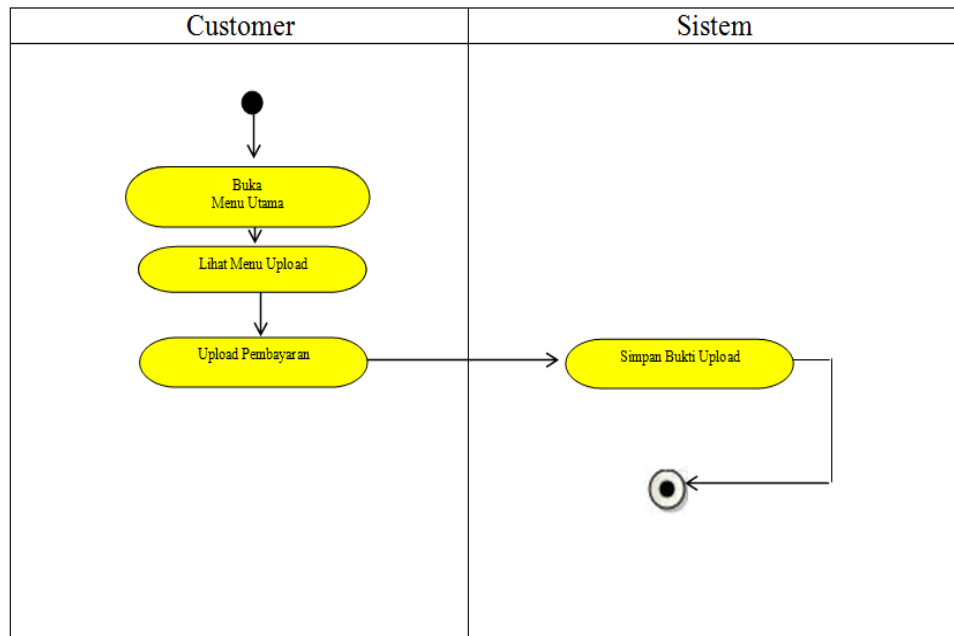 Customer
Sistem
Buka
Menu Utama
Lihat Menu Upload
Upload Pembayaran
Simpan Bukti Upload